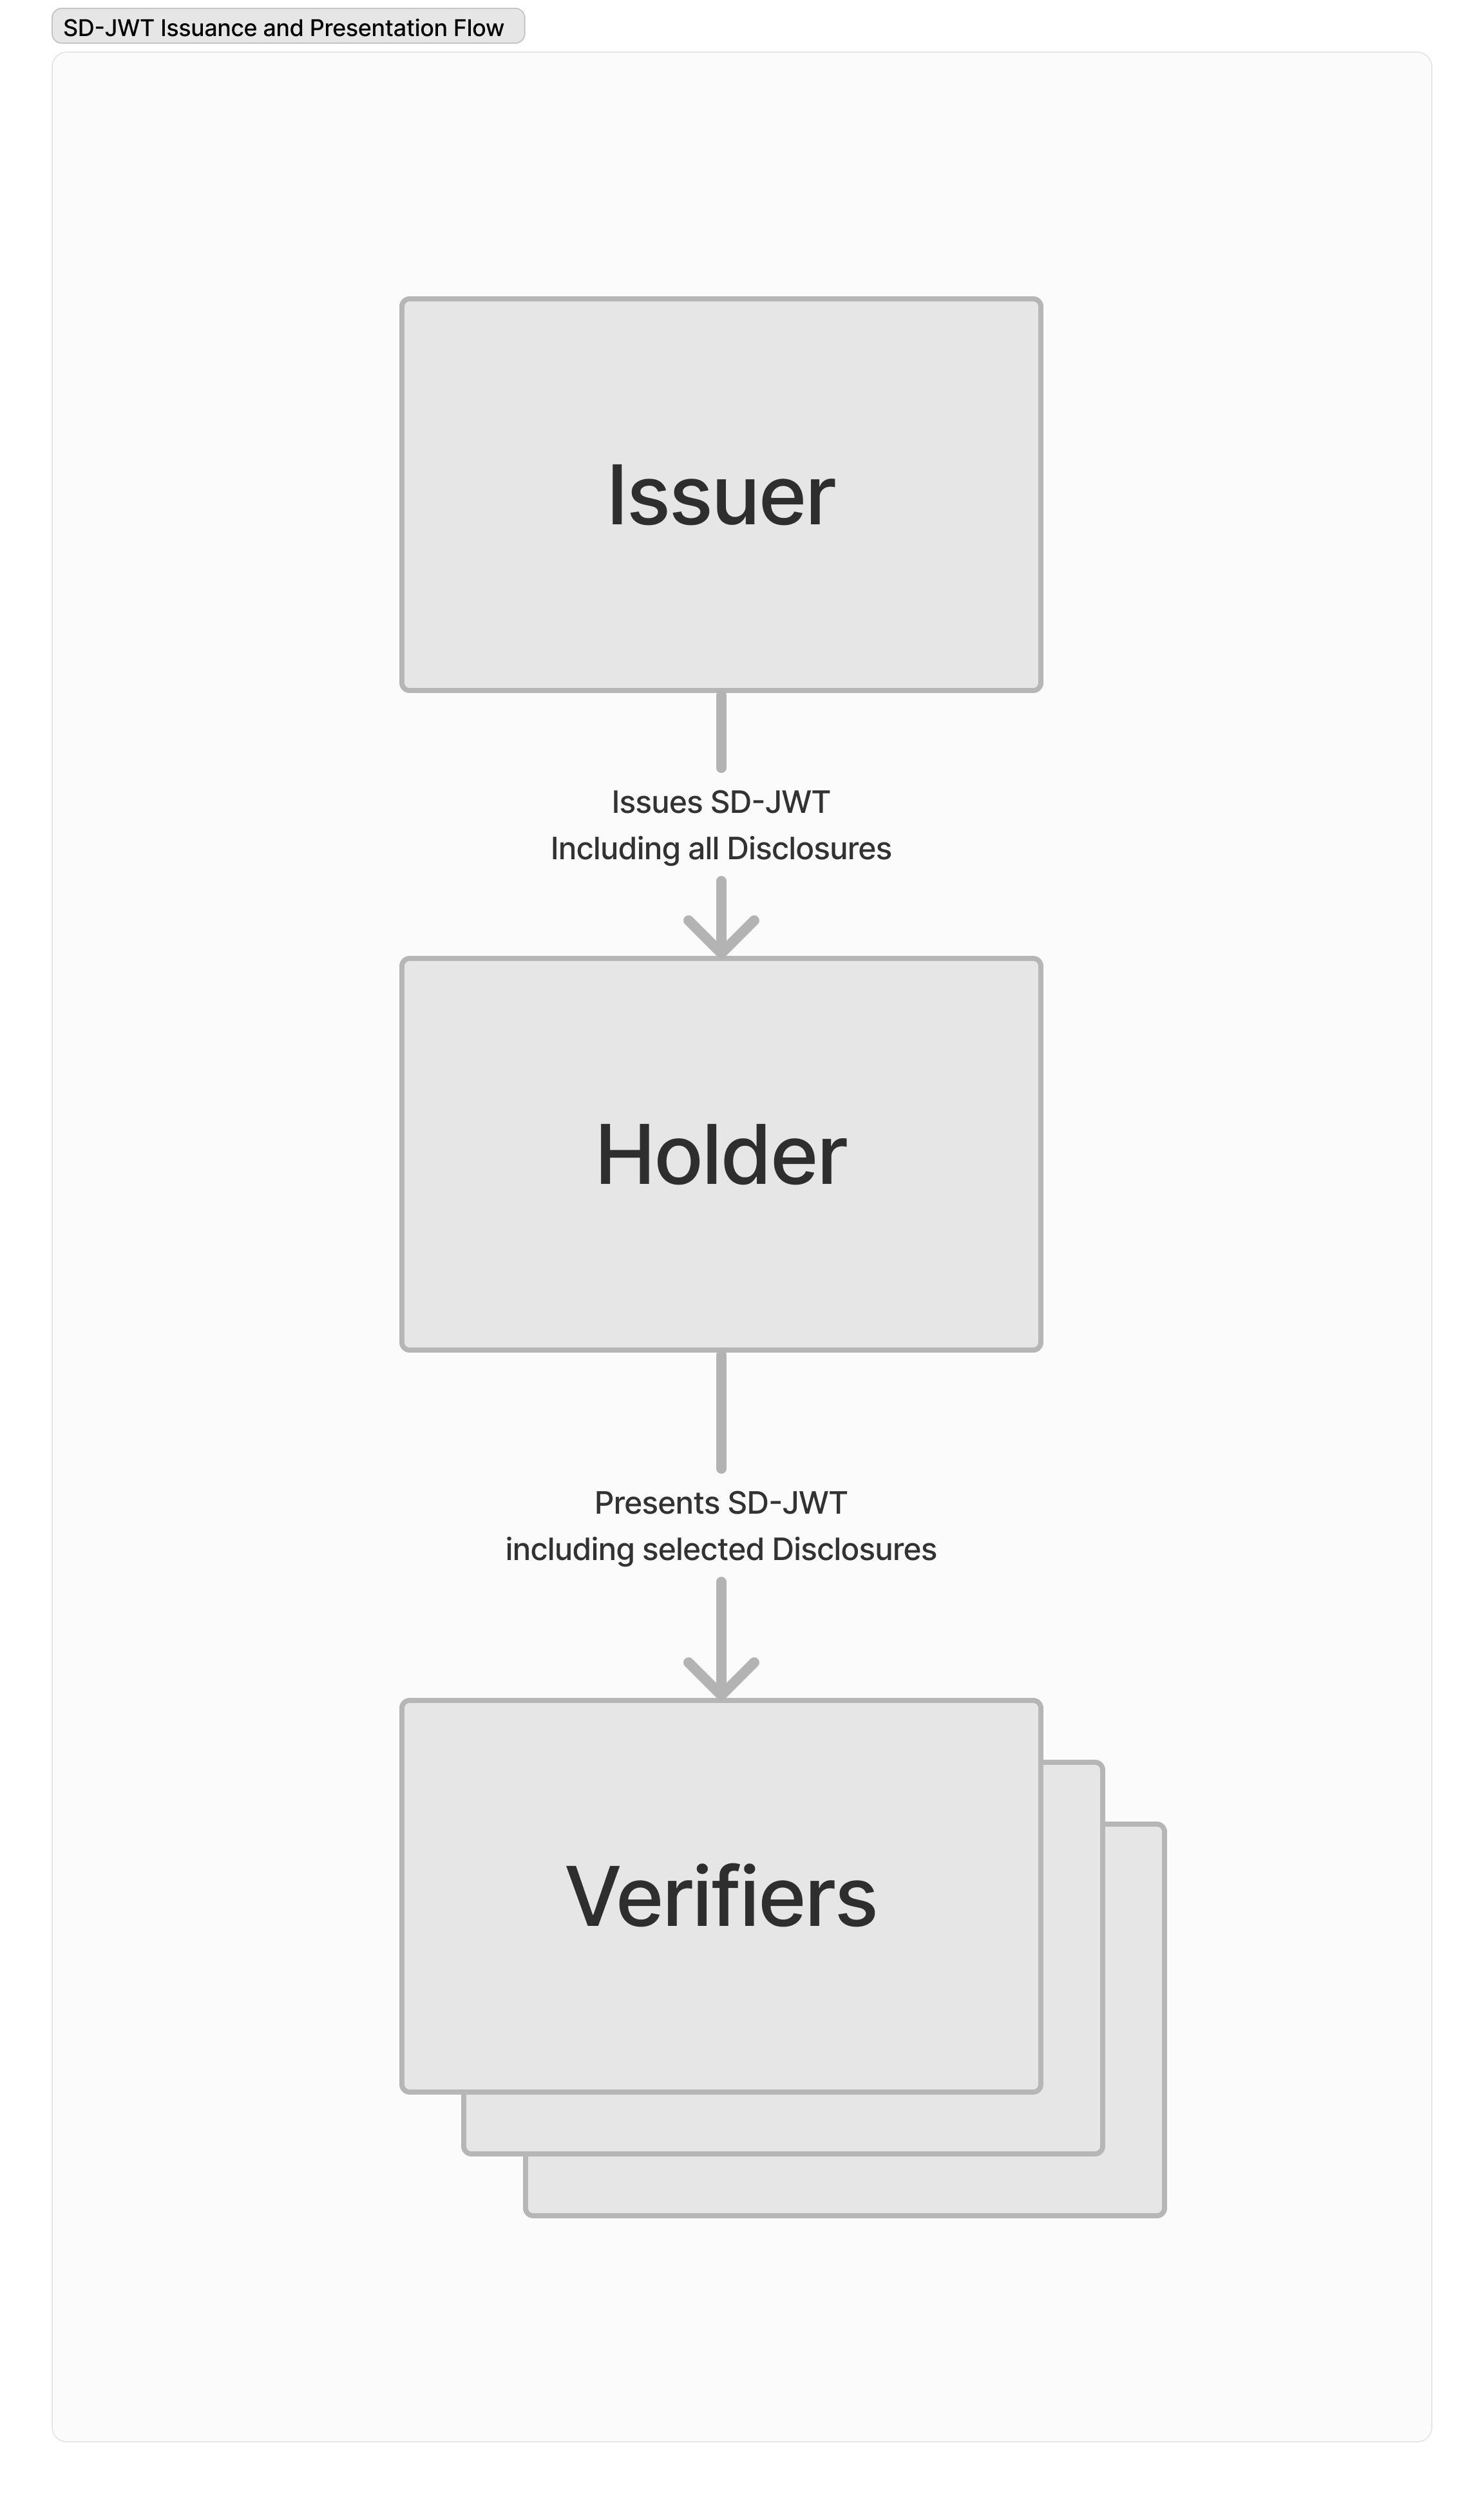 SD-JWT Issuance and Presentation Flow
Issuer
Issues SD-JWT
Including all Disclosures
Holder
Presents SD-JWT
including selected Disclosures
Verifiers